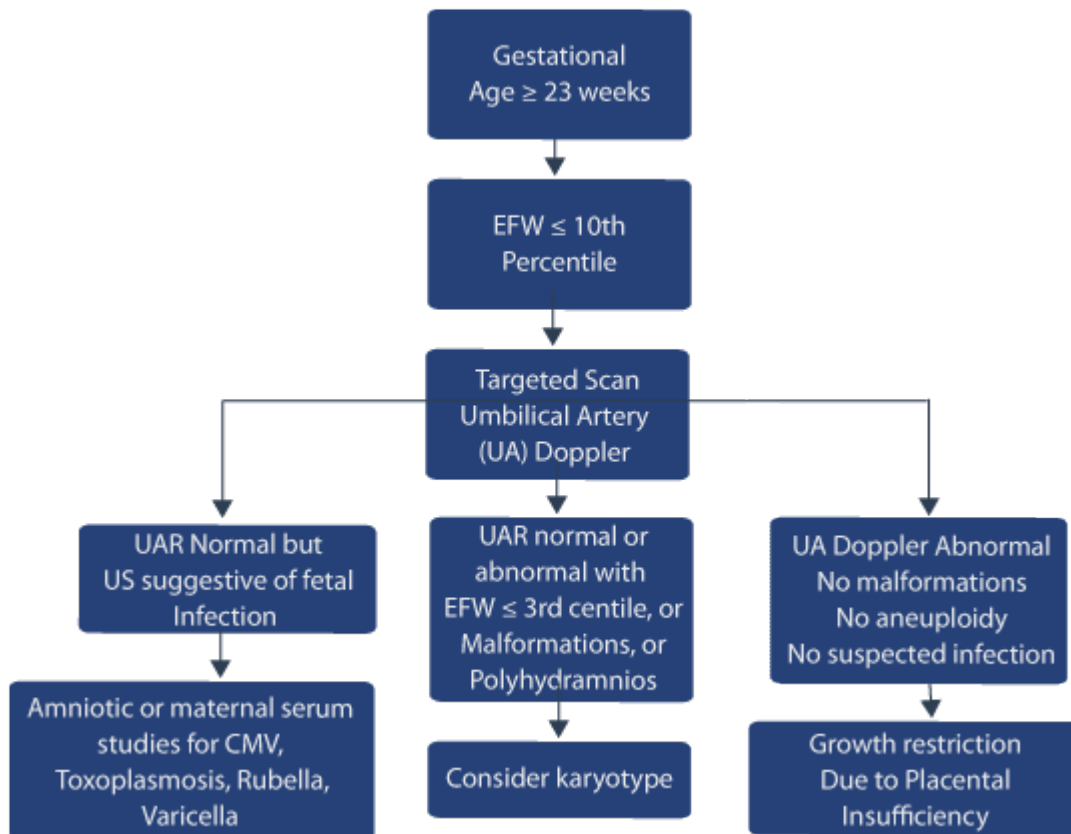 Gestational
Age ≥ 23 weeks
EFW ≤ 10th
Percentile
Targeted Scan
Umbilical Artery
(UA) Doppler
UAR Normal but
US suggestive of fetal
Infection
UAR normal or
abnormal with
EFW ≤ 3rd centile, or
Malformations, or
Polyhydramnios
UA Doppler Abnormal
No malformations
No aneuploidy
No suspected infection
Amniotic or maternal serum
studies for CMV,
Toxoplasmosis, Rubella,
Varicella
Consider karyotype
Growth restriction
Due to Placental
Insufficiency